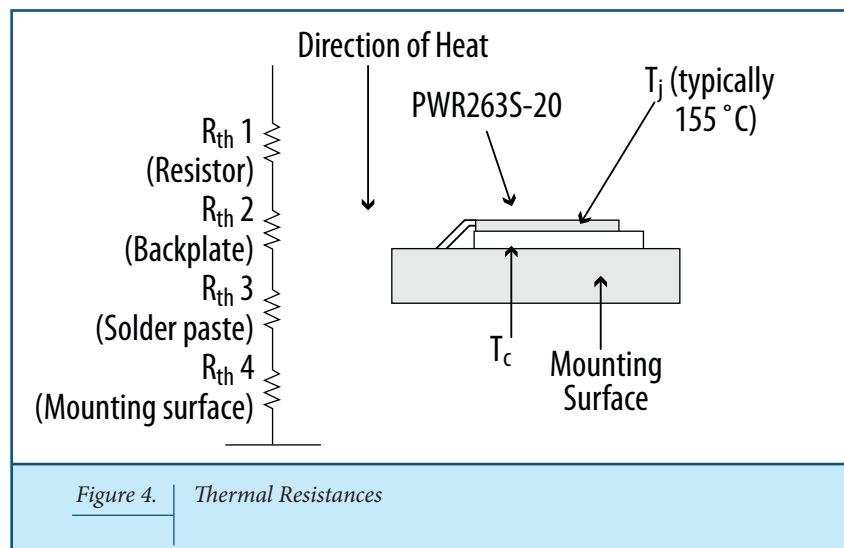 Direction of Heat
PWR263S-20
Tj (typically
155 ˚C)
Rth 1
(Resistor)
Rth 2
(Backplate)
Rth 3
(Solder paste)
Rth 4
(Mounting surface)
Tc
Mounting
Surface
Figure 4. Thermal Resistances